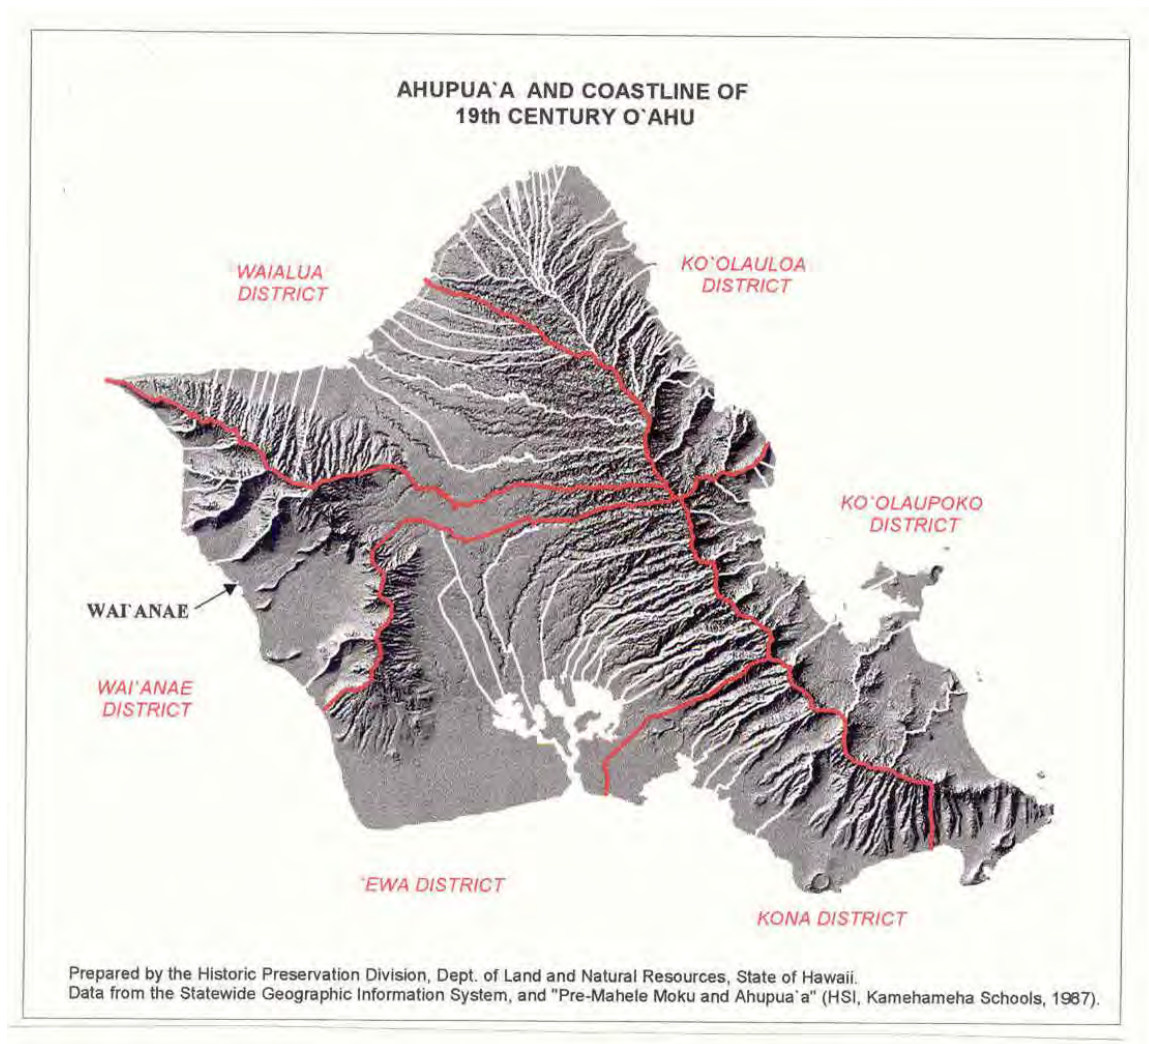 AHUPUA`A AND COASTLINE OF
19th CENTURY O`AHU
WAIALUA
DISTRICT
KO`OLAULOA
DISTRICT
KO`OLAUPOKO
DISTRICT
WAI`ANAE
WAI`ANAE
DISTRICT
`EWA DISTRICT
KONA DISTRICT
Prepared by the Historic Preservation Division, Dept. of Land and Natural Resources, State of Hawaii.
Data from the Statewide Geographic Information System, and "Pre-Mahele Moku and Ahupua`a" (HSI, Kamehameha Schools, 1987).